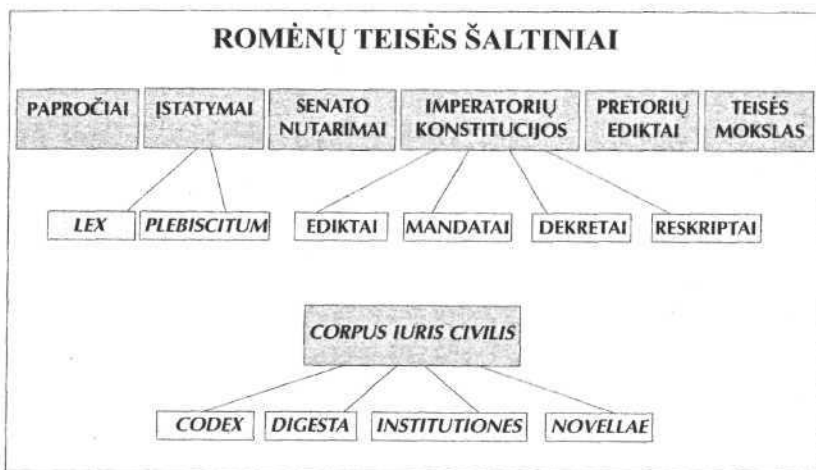 ROMĖNŲ TEISĖS ŠALTINIAI
PAPROČIAI
ĮSTATYMAI
SENATO
NUTARIMAI
IMPERATORIŲ
KONSTITUCIJOS
PRETORIŲ
EDIKTAI
TEISĖS
MOKSLAS
LEX
PLEBISCITUM
EDIKTAI
MANDATAI
DEKRETAI
RESKRIPTAI
CORPUS IURIS CIVILIS
CODEX
DIGESTA
INSTITUTIONES
NOVELLAE